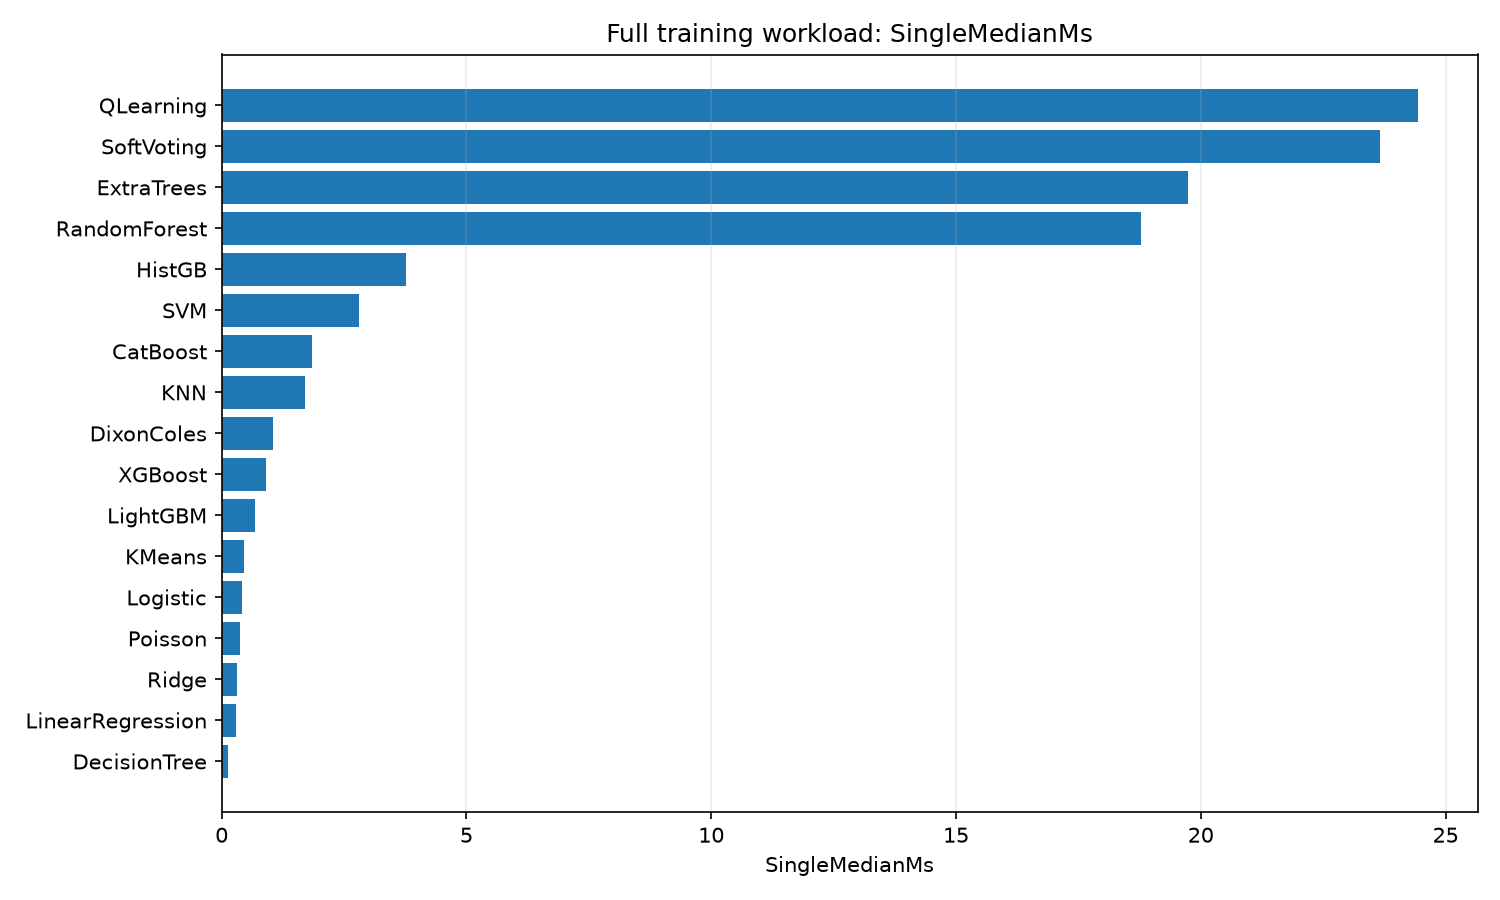 Full training workload: SingleMedianMs
QLearning
SoftVoting
ExtraTrees
RandomForest
HistGB
SVM
CatBoost
KNN
DixonColes
XGBoost
LightGBM
KMeans
Logistic
Poisson
Ridge
LinearRegression
DecisionTree
0 5 10 15 20 25
SingleMedianMs